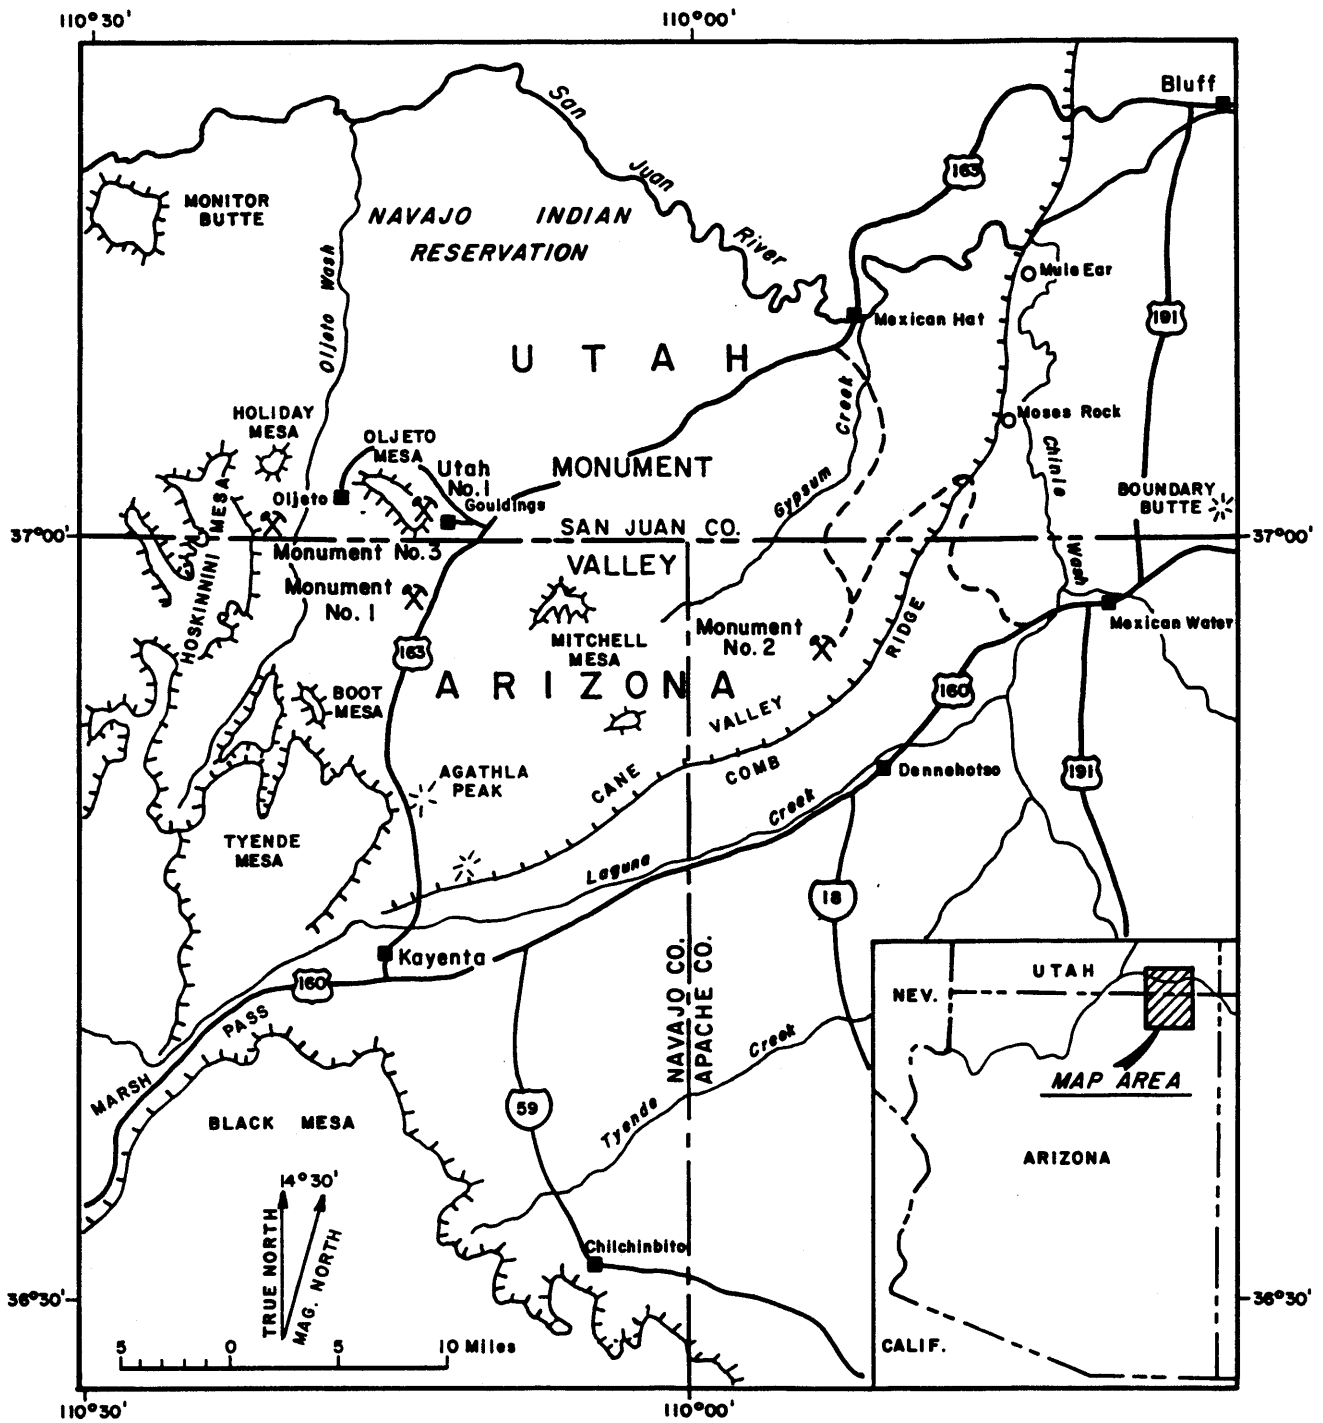 110°30'
110°00'
Bluff
San
Juan
River
163
MONITOR
BUTTE
NAVAJO INDIAN
RESERVATION
Oljeto Wash
Mule Ear
191
Mexican Hat
UTAH
Creek
Gypsum
HOLIDAY
MESA
OLJETO
MESA
Moses Rock
Chinle
Wash
MONUMENT
Utah
No. 1
Gouldings
Oljeto
BOUNDARY
BUTTE
37°00'
SAN JUAN CO.
37°00'
Monument No. 3
VALLEY
HOSKINNINI MESA
Monument
No. 1
Mexican Water
Monument
No. 2
MITCHELL
MESA
163
RIDGE
ARIZONA
160
BOOT
MESA
VALLEY
CANE
COMB
AGATHLA
PEAK
Dennehotso
191
TYENDE
MESA
Creek
Laguna
18
Kayenta
160
NAVAJO CO.
APACHE CO.
UTAH
NEV.
PASS
MARSH
Creek
Tyende
MAP AREA
59
BLACK MESA
ARIZONA
14°30'
TRUE NORTH
MAG. NORTH
Chilchinbito
36°30'
36°30'
5 0 5 10 Miles
CALIF.
110°30'
110°00'